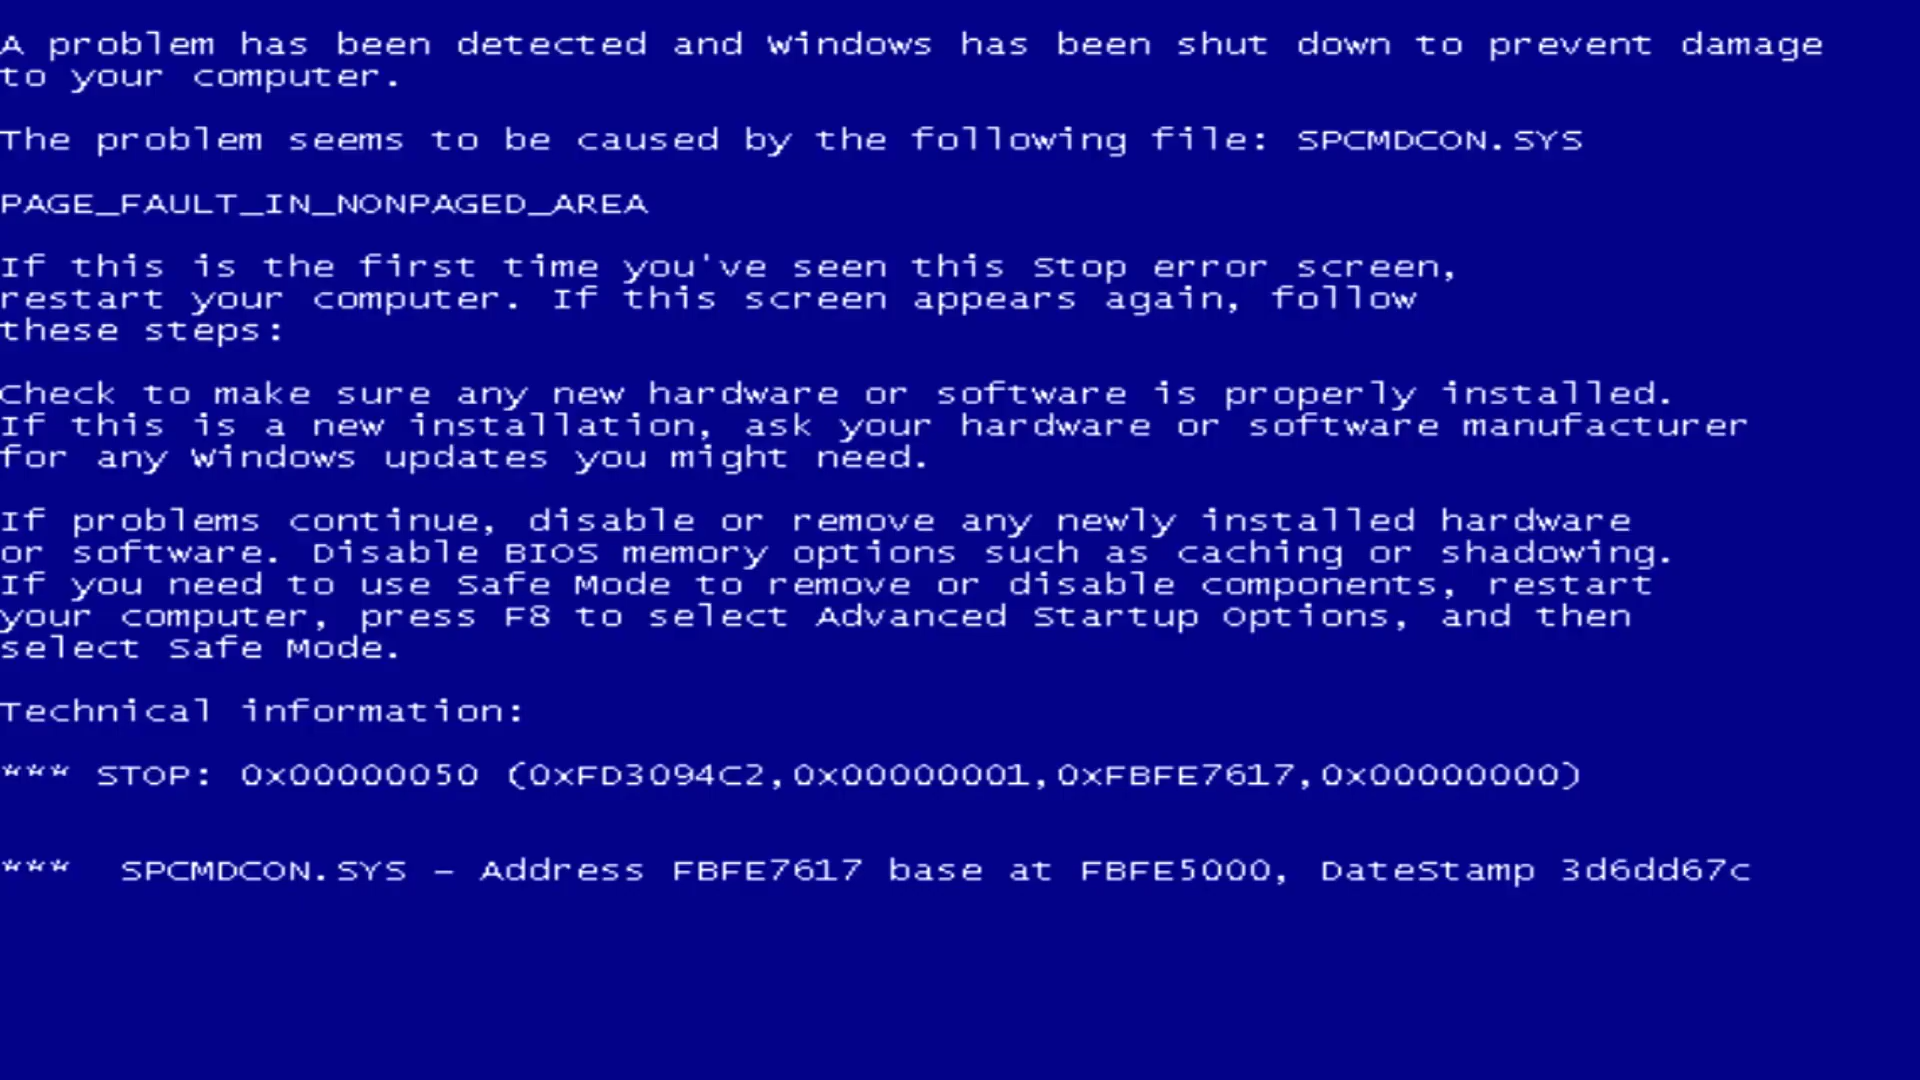 A problem has been detected and Windows has been shut down to prevent damage
to your computer.
The problem seems to be caused by the following file: SPCMDCON.SYS
PAGE_FAULT_IN_NONPAGED_AREA
If this is the first time you've seen this Stop error screen,
restart your computer. If this screen appears again, follow
these steps:
Check to make sure any new hardware or software is properly installed.
If this is a new installation, ask your hardware or software manufacturer
for any Windows updates you might need.
If problems continue, disable or remove any newly installed hardware
or software. Disable BIOS memory options such as caching or shadowing.
If you need to use Safe Mode to remove or disable components, restart
your computer, press F8 to select Advanced Startup Options, and then
select Safe Mode.
Technical information:
*** STOP: 0x00000050 (0xFD3094C2,0x00000001,0xFBFE7617,0x00000000)
***  SPCMDCON.SYS - Address FBFE7617 base at FBFE5000, DateStamp 3d6dd67c